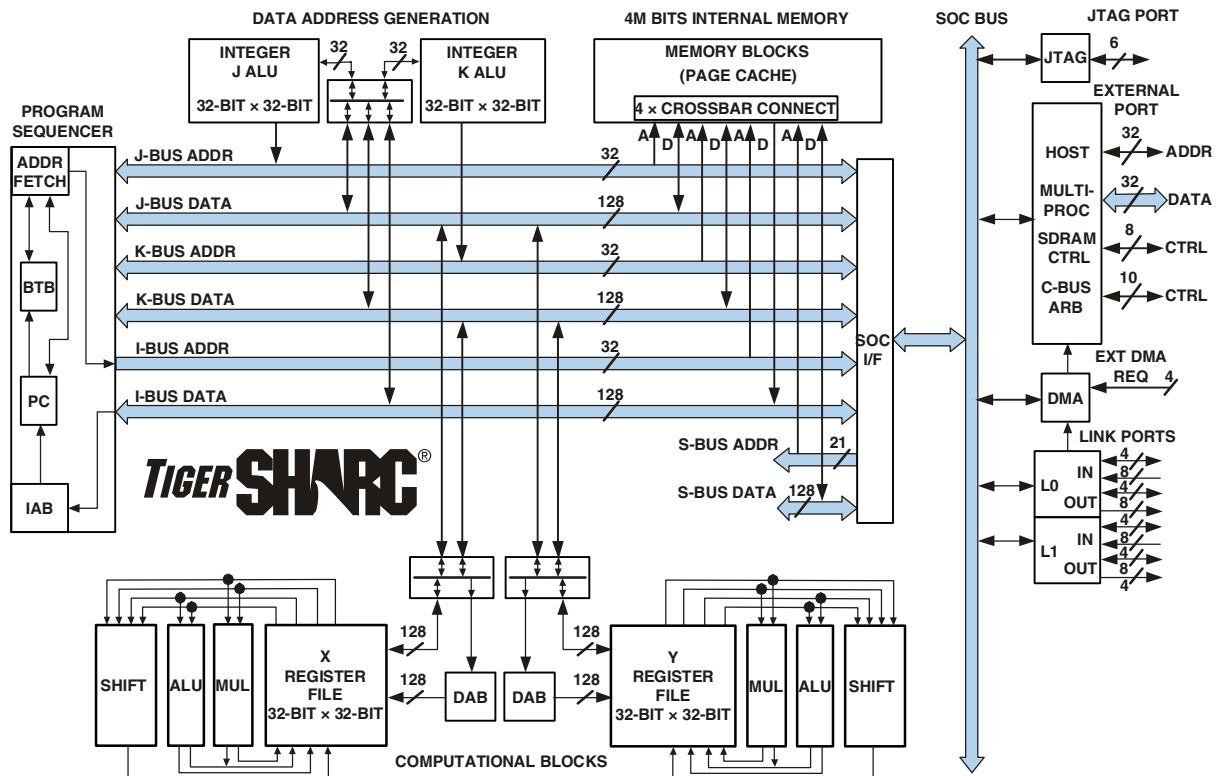 DATA ADDRESS GENERATION
4M BITS INTERNAL MEMORY
SOC BUS
JTAG PORT
INTEGER
J ALU
32-BIT × 32-BIT
32
32
INTEGER
K ALU
32-BIT × 32-BIT
MEMORY BLOCKS
(PAGE CACHE)
4 × CROSSBAR CONNECT
A D A D A D A D
JTAG
6
EXTERNAL
PORT
HOST
MULTI-
PROC
SDRAM
CTRL
C-BUS
ARB
32
ADDR
32
DATA
8
CTRL
10
CTRL
PROGRAM
SEQUENCER
ADDR
FETCH
BTB
PC
IAB
J-BUS ADDR
32
J-BUS DATA
128
K-BUS ADDR
32
K-BUS DATA
128
I-BUS ADDR
32
I-BUS DATA
128
S-BUS ADDR
21
S-BUS DATA
128
SOC
I/F
EXT DMA
REQ
4
DMA
LINK PORTS
L0
IN
OUT
4
8
4
8
L1
IN
OUT
4
8
4
8
4
TIGER SHARC®
SHIFT
ALU
MUL
X
REGISTER
FILE
32-BIT × 32-BIT
128
128
DAB
DAB
128
128
Y
REGISTER
FILE
32-BIT × 32-BIT
MUL
ALU
SHIFT
COMPUTATIONAL BLOCKS